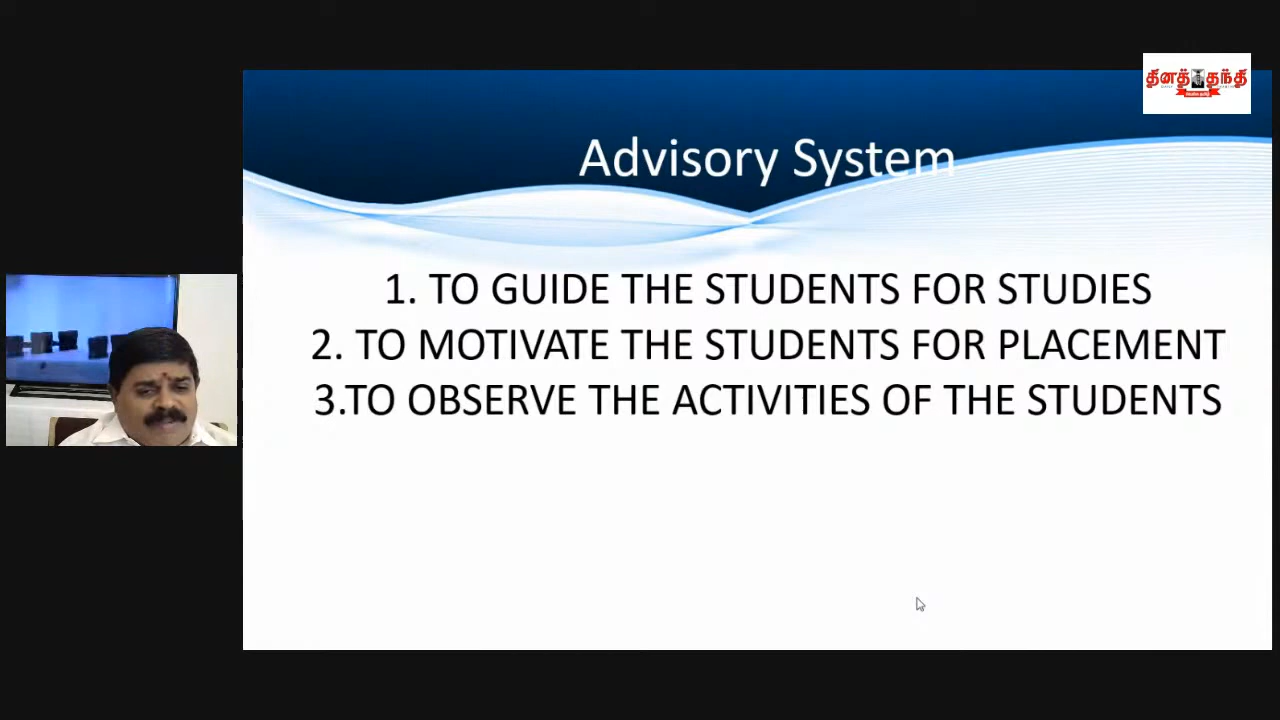 தினத்தந்தி
Advisory System
1. TO GUIDE THE STUDENTS FOR STUDIES
2. TO MOTIVATE THE STUDENTS FOR PLACEMENT
3.TO OBSERVE THE ACTIVITIES OF THE STUDENTS